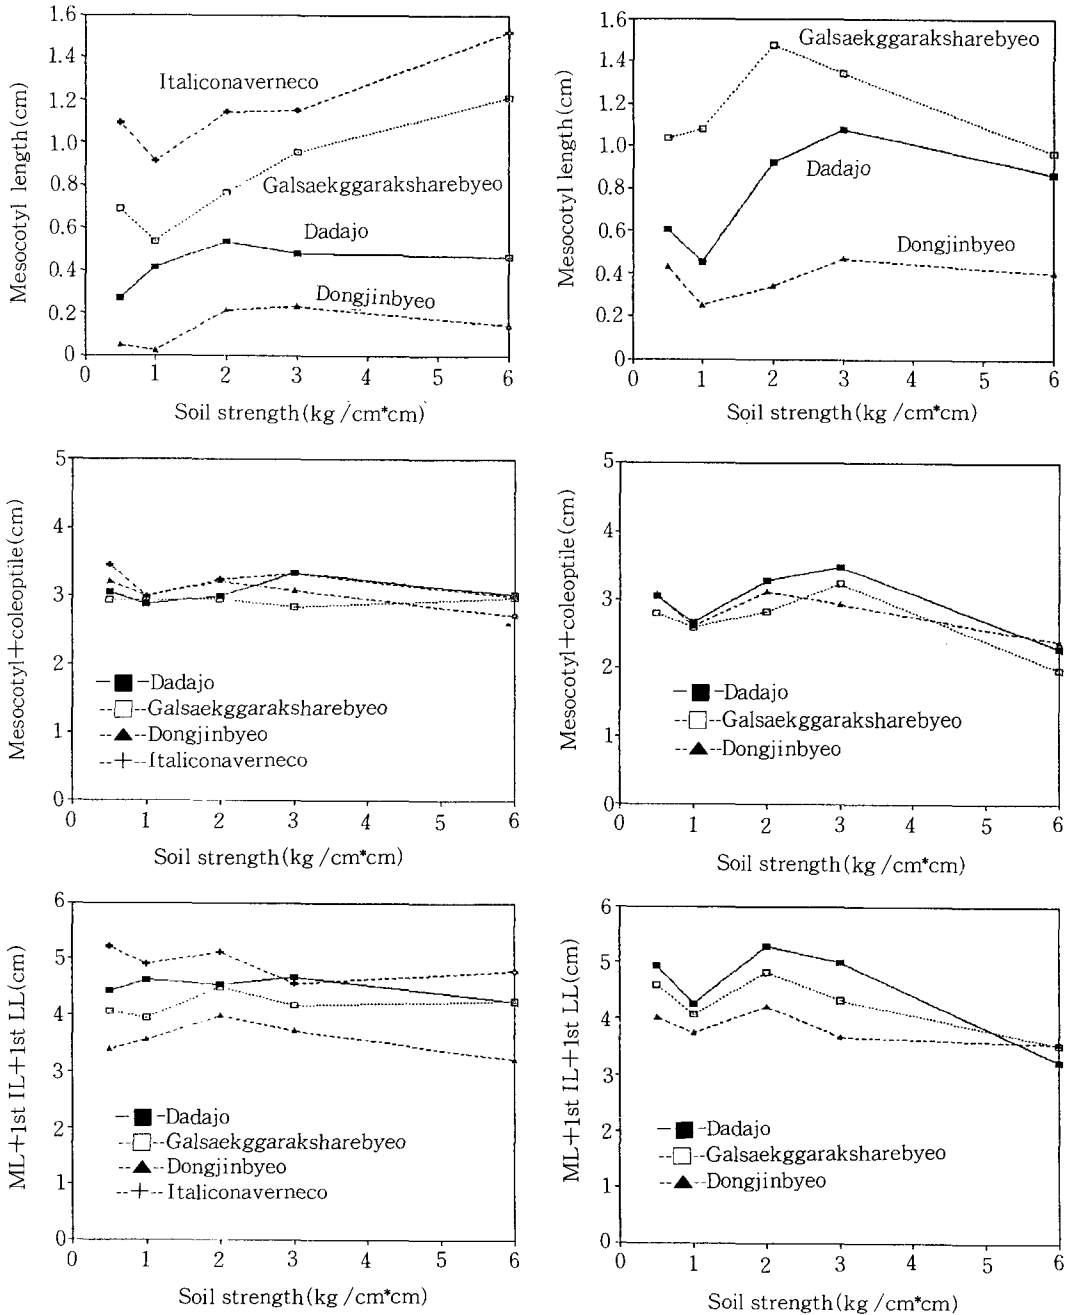 Mesocotyl length(cm)
1.6
1.4
1.2
1.0
0.8
0.6
0.4
0.2
0
Italiconaverneco
Galsaekggaraksharebyeo
Dadajo
Dongjinbyeo
0 1 2 3 4 5 6
Soil strength(kg/cm*cm)
Mesocotyl length(cm)
1.6
1.4
1.2
1.0
0.8
0.6
0.4
0.2
0
Galsaekggaraksharebyeo
Dadajo
Dongjinbyeo
0 1 2 3 4 5 6
Soil strength(kg/cm*cm)
Mesocotyl+coleoptile(cm)
5
4
3
2
1
0
Dadajo
Galsaekggaraksharebyeo
Dongjinbyeo
Italiconaverneco
0 1 2 3 4 5 6
Soil strength(kg/cm*cm)
Mesocotyl+coleoptile(cm)
5
4
3
2
1
0
Dadajo
Galsaekggaraksharebyeo
Dongjinbyeo
0 1 2 3 4 5 6
Soil strength(kg/cm*cm)
ML+1st IL+1st LL(cm)
6
5
4
3
2
1
0
Dadajo
Galsaekggaraksharebyeo
Dongjinbyeo
Italiconaverneco
0 1 2 3 4 5 6
Soil strength(kg/cm*cm)
ML+1st IL+1st LL(cm)
6
5
4
3
2
1
0
Dadajo
Galsaekggaraksharebyeo
Dongjinbyeo
0 1 2 3 4 5 6
Soil strength(kg/cm*cm)